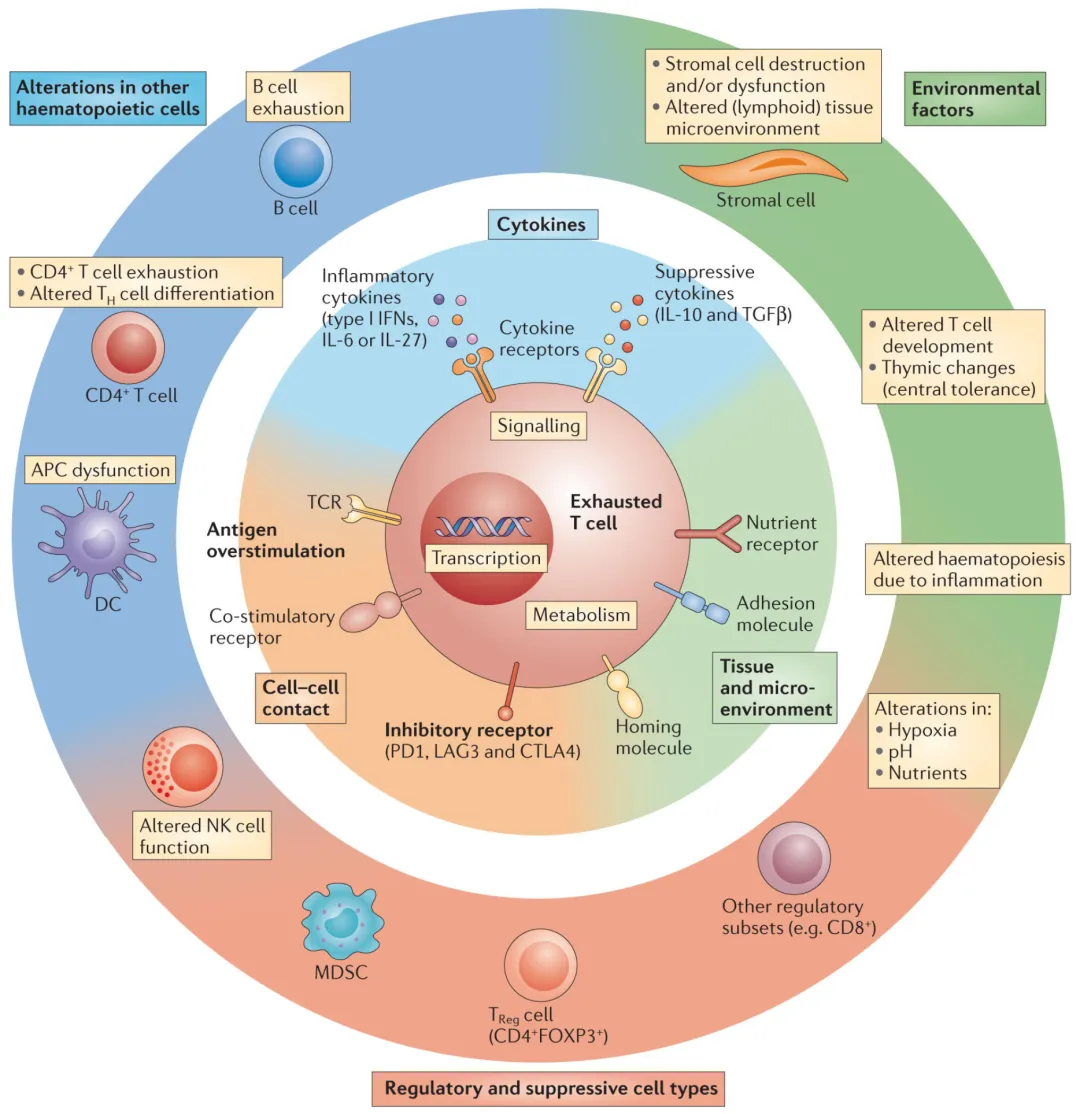 Alterations in other
haematopoietic cells
B cell
exhaustion
B cell
• CD4⁺ T cell exhaustion
• Altered Tₕ cell differentiation
CD4⁺ T cell
APC dysfunction
DC
Altered NK cell
function
MDSC
T_Reg cell
(CD4⁺FOXP3⁺)
Regulatory and suppressive cell types
Other regulatory
subsets (e.g. CD8⁺)
Alterations in:
• Hypoxia
• pH
• Nutrients
Altered haematopoiesis
due to inflammation
• Altered T cell
development
• Thymic changes
(central tolerance)
Environmental
factors
• Stromal cell destruction
and/or dysfunction
• Altered (lymphoid) tissue
microenvironment
Stromal cell
Cytokines
Inflammatory
cytokines
(type I IFNs,
IL-6 or IL-27)
Cytokine
receptors
Suppressive
cytokines
(IL-10 and TGFβ)
Signalling
TCR
Antigen
overstimulation
Transcription
Exhausted
T cell
Metabolism
Co-stimulatory
receptor
Cell–cell
contact
Inhibitory receptor
(PD1, LAG3 and CTLA4)
Homing
molecule
Nutrient
receptor
Adhesion
molecule
Tissue
and micro-
environment